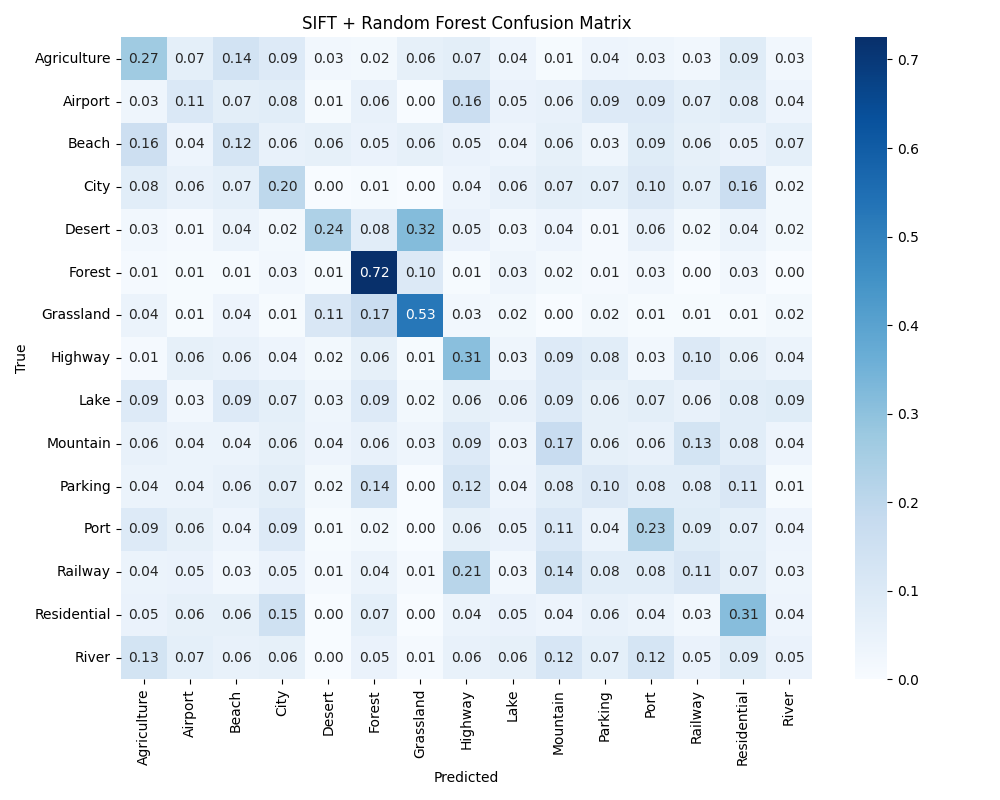 SIFT + Random Forest Confusion Matrix
True
Agriculture 0.27 0.07 0.14 0.09 0.03 0.02 0.06 0.07 0.04 0.01 0.04 0.03 0.03 0.09 0.03
Airport 0.03 0.11 0.07 0.08 0.01 0.06 0.00 0.16 0.05 0.06 0.09 0.09 0.07 0.08 0.04
Beach 0.16 0.04 0.12 0.06 0.06 0.05 0.06 0.05 0.04 0.06 0.03 0.09 0.06 0.05 0.07
City 0.08 0.06 0.07 0.20 0.00 0.01 0.00 0.04 0.06 0.07 0.07 0.10 0.07 0.16 0.02
Desert 0.03 0.01 0.04 0.02 0.24 0.08 0.32 0.05 0.03 0.04 0.01 0.06 0.02 0.04 0.02
Forest 0.01 0.01 0.01 0.03 0.01 0.72 0.10 0.01 0.03 0.02 0.01 0.03 0.00 0.03 0.00
Grassland 0.04 0.01 0.04 0.01 0.11 0.17 0.53 0.03 0.02 0.00 0.02 0.01 0.01 0.01 0.02
Highway 0.01 0.06 0.06 0.04 0.02 0.06 0.01 0.31 0.03 0.09 0.08 0.03 0.10 0.06 0.04
Lake 0.09 0.03 0.09 0.07 0.03 0.09 0.02 0.06 0.06 0.09 0.06 0.07 0.06 0.08 0.09
Mountain 0.06 0.04 0.04 0.06 0.04 0.06 0.03 0.09 0.03 0.17 0.06 0.06 0.13 0.08 0.04
Parking 0.04 0.04 0.06 0.07 0.02 0.14 0.00 0.12 0.04 0.08 0.10 0.08 0.08 0.11 0.01
Port 0.09 0.06 0.04 0.09 0.01 0.02 0.00 0.06 0.05 0.11 0.04 0.23 0.09 0.07 0.04
Railway 0.04 0.05 0.03 0.05 0.01 0.04 0.01 0.21 0.03 0.14 0.08 0.08 0.11 0.07 0.03
Residential 0.05 0.06 0.06 0.15 0.00 0.07 0.00 0.04 0.05 0.04 0.06 0.04 0.03 0.31 0.04
River 0.13 0.07 0.06 0.06 0.00 0.05 0.01 0.06 0.06 0.12 0.07 0.12 0.05 0.09 0.05
Agriculture
Airport
Beach
City
Desert
Forest
Grassland
Highway
Lake
Mountain
Parking
Port
Railway
Residential
River
Predicted
0.7
0.6
0.5
0.4
0.3
0.2
0.1
0.0